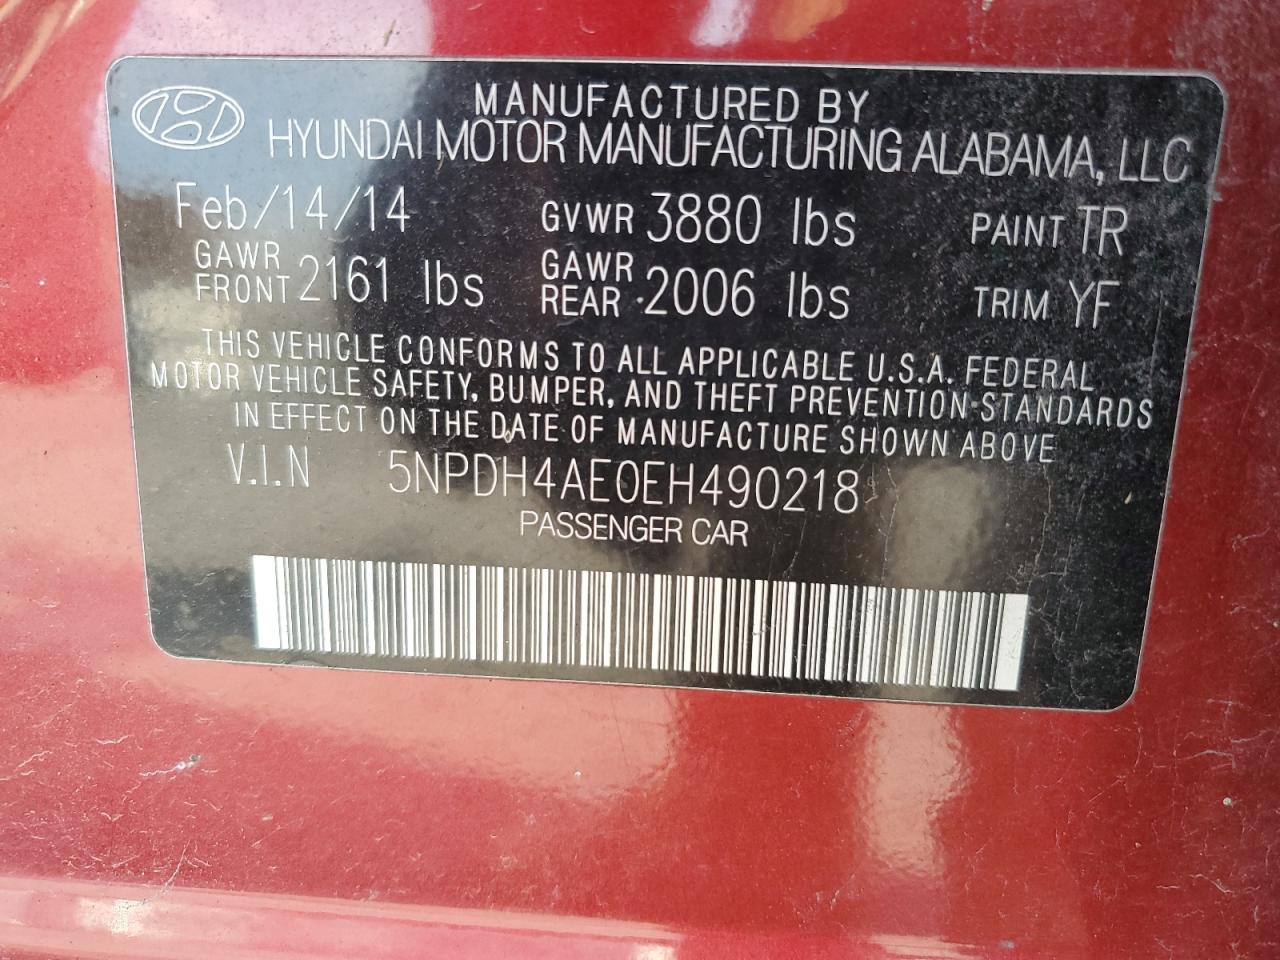 MANUFACTURED BY
HYUNDAI MOTOR MANUFACTURING ALABAMA, LLC
Feb/14/14 GVWR 3880 lbs PAINT TR
GAWR FRONT 2161 lbs GAWR REAR 2006 lbs TRIM YF
THIS VEHICLE CONFORMS TO ALL APPLICABLE U.S.A. FEDERAL
MOTOR VEHICLE SAFETY, BUMPER, AND THEFT PREVENTION STANDARDS
IN EFFECT ON THE DATE OF MANUFACTURE SHOWN ABOVE
V.I.N 5NPDH4AE0EH490218
PASSENGER CAR